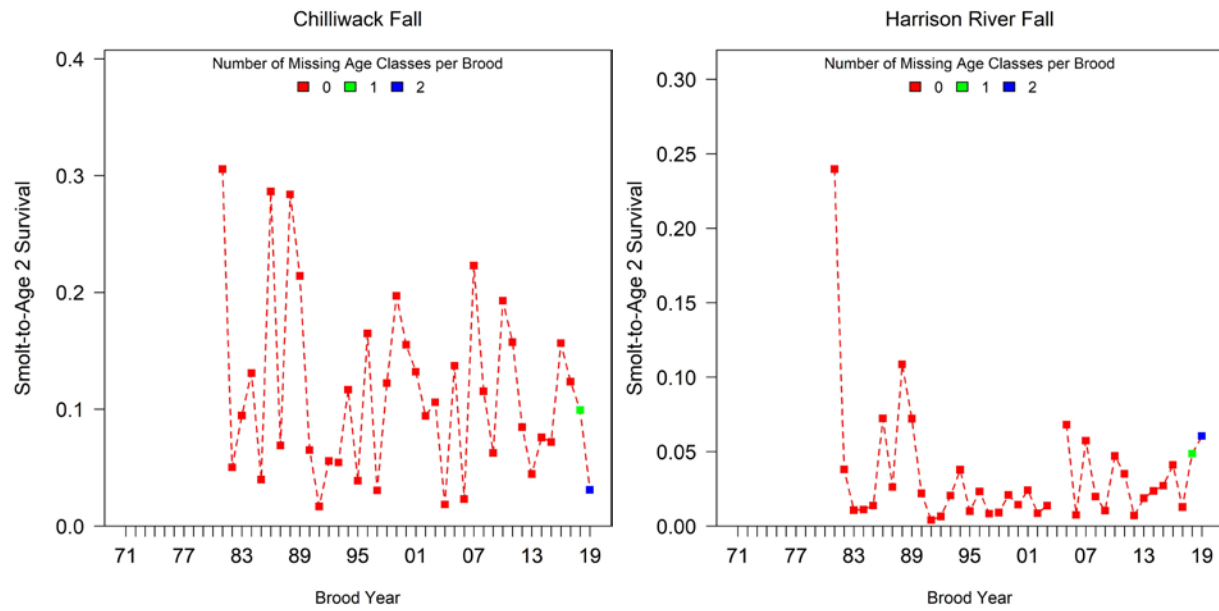 Chilliwack Fall
Number of Missing Age Classes per Brood
0 1 2
Smolt-to-Age 2 Survival
0.4
0.3
0.2
0.1
0.0
71 77 83 89 95 01 07 13 19
Brood Year
Harrison River Fall
Number of Missing Age Classes per Brood
0 1 2
Smolt-to-Age 2 Survival
0.30
0.25
0.20
0.15
0.10
0.05
0.00
71 77 83 89 95 01 07 13 19
Brood Year